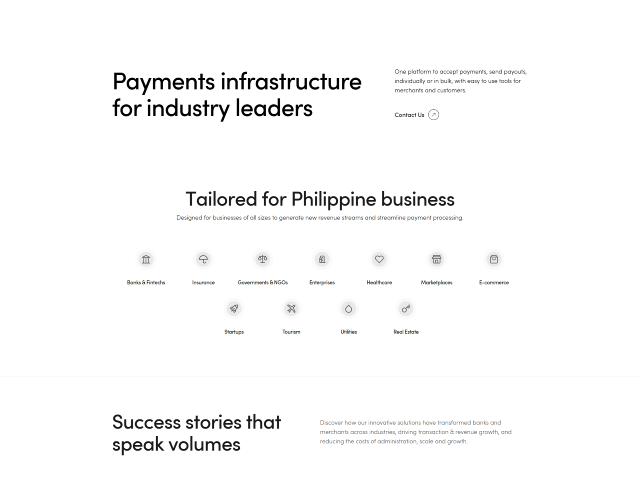 Payments infrastructure
for industry leaders
One platform to accept payments, send payouts,
individually or in bulk, with easy to use tools for
merchants and customers.
Contact Us
Tailored for Philippine business
Designed for businesses of all sizes to generate new revenue streams and streamline payment processing.
Banks & Fintechs
Insurance
Governments & NGOs
Enterprises
Healthcare
Marketplaces
E-commerce
Startups
Tourism
Utilities
Real Estate
Success stories that
speak volumes
Discover how our innovative solutions have transformed banks and
merchants across industries, driving transaction & revenue growth, and
reducing the costs of administration, scale and growth.